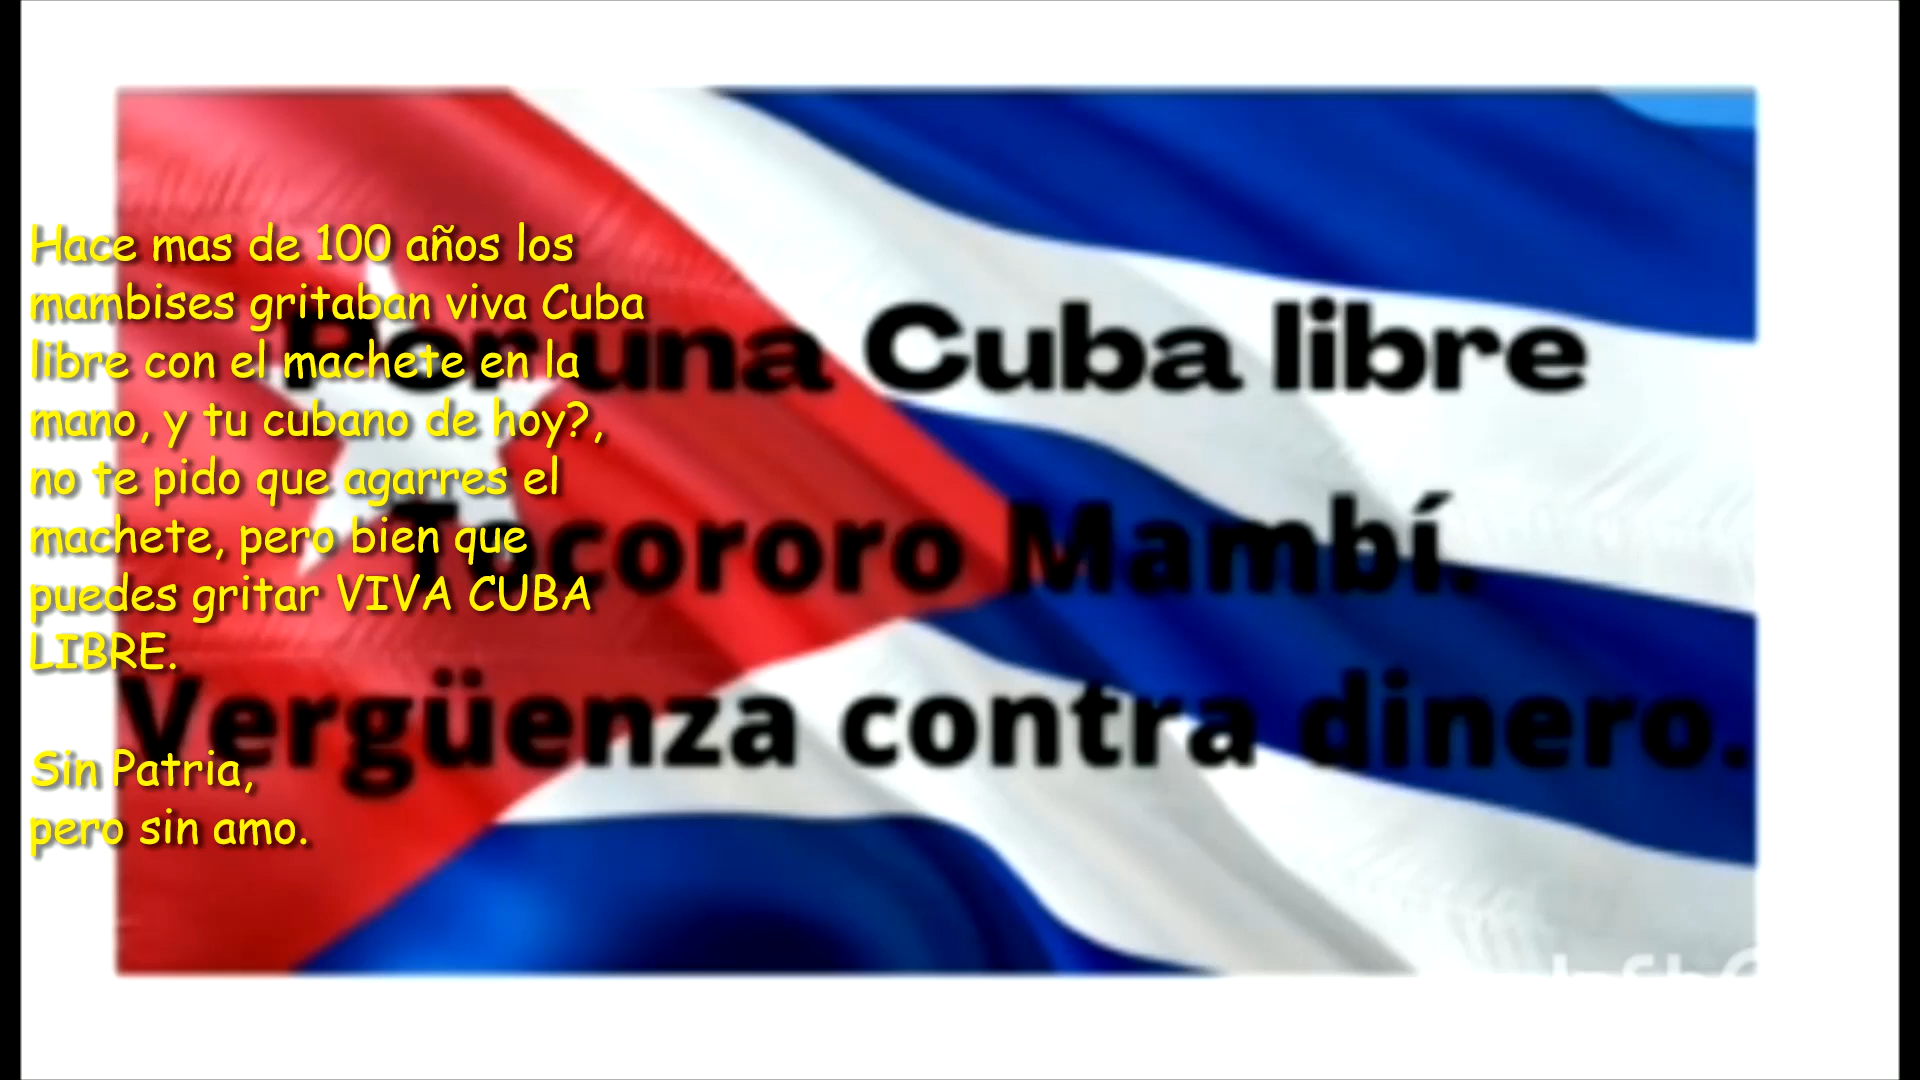 Hace mas de 100 años los
mambises gritaban viva Cuba
libre con el machete en la
mano, y tu cubano de hoy?,
no te pido que agarres el
machete, pero bien que
puedes gritar VIVA CUBA
LIBRE.
Sin Patria,
pero sin amo.
Por una Cuba libre
Tocororo Mambí.
Vergüenza contra dinero.